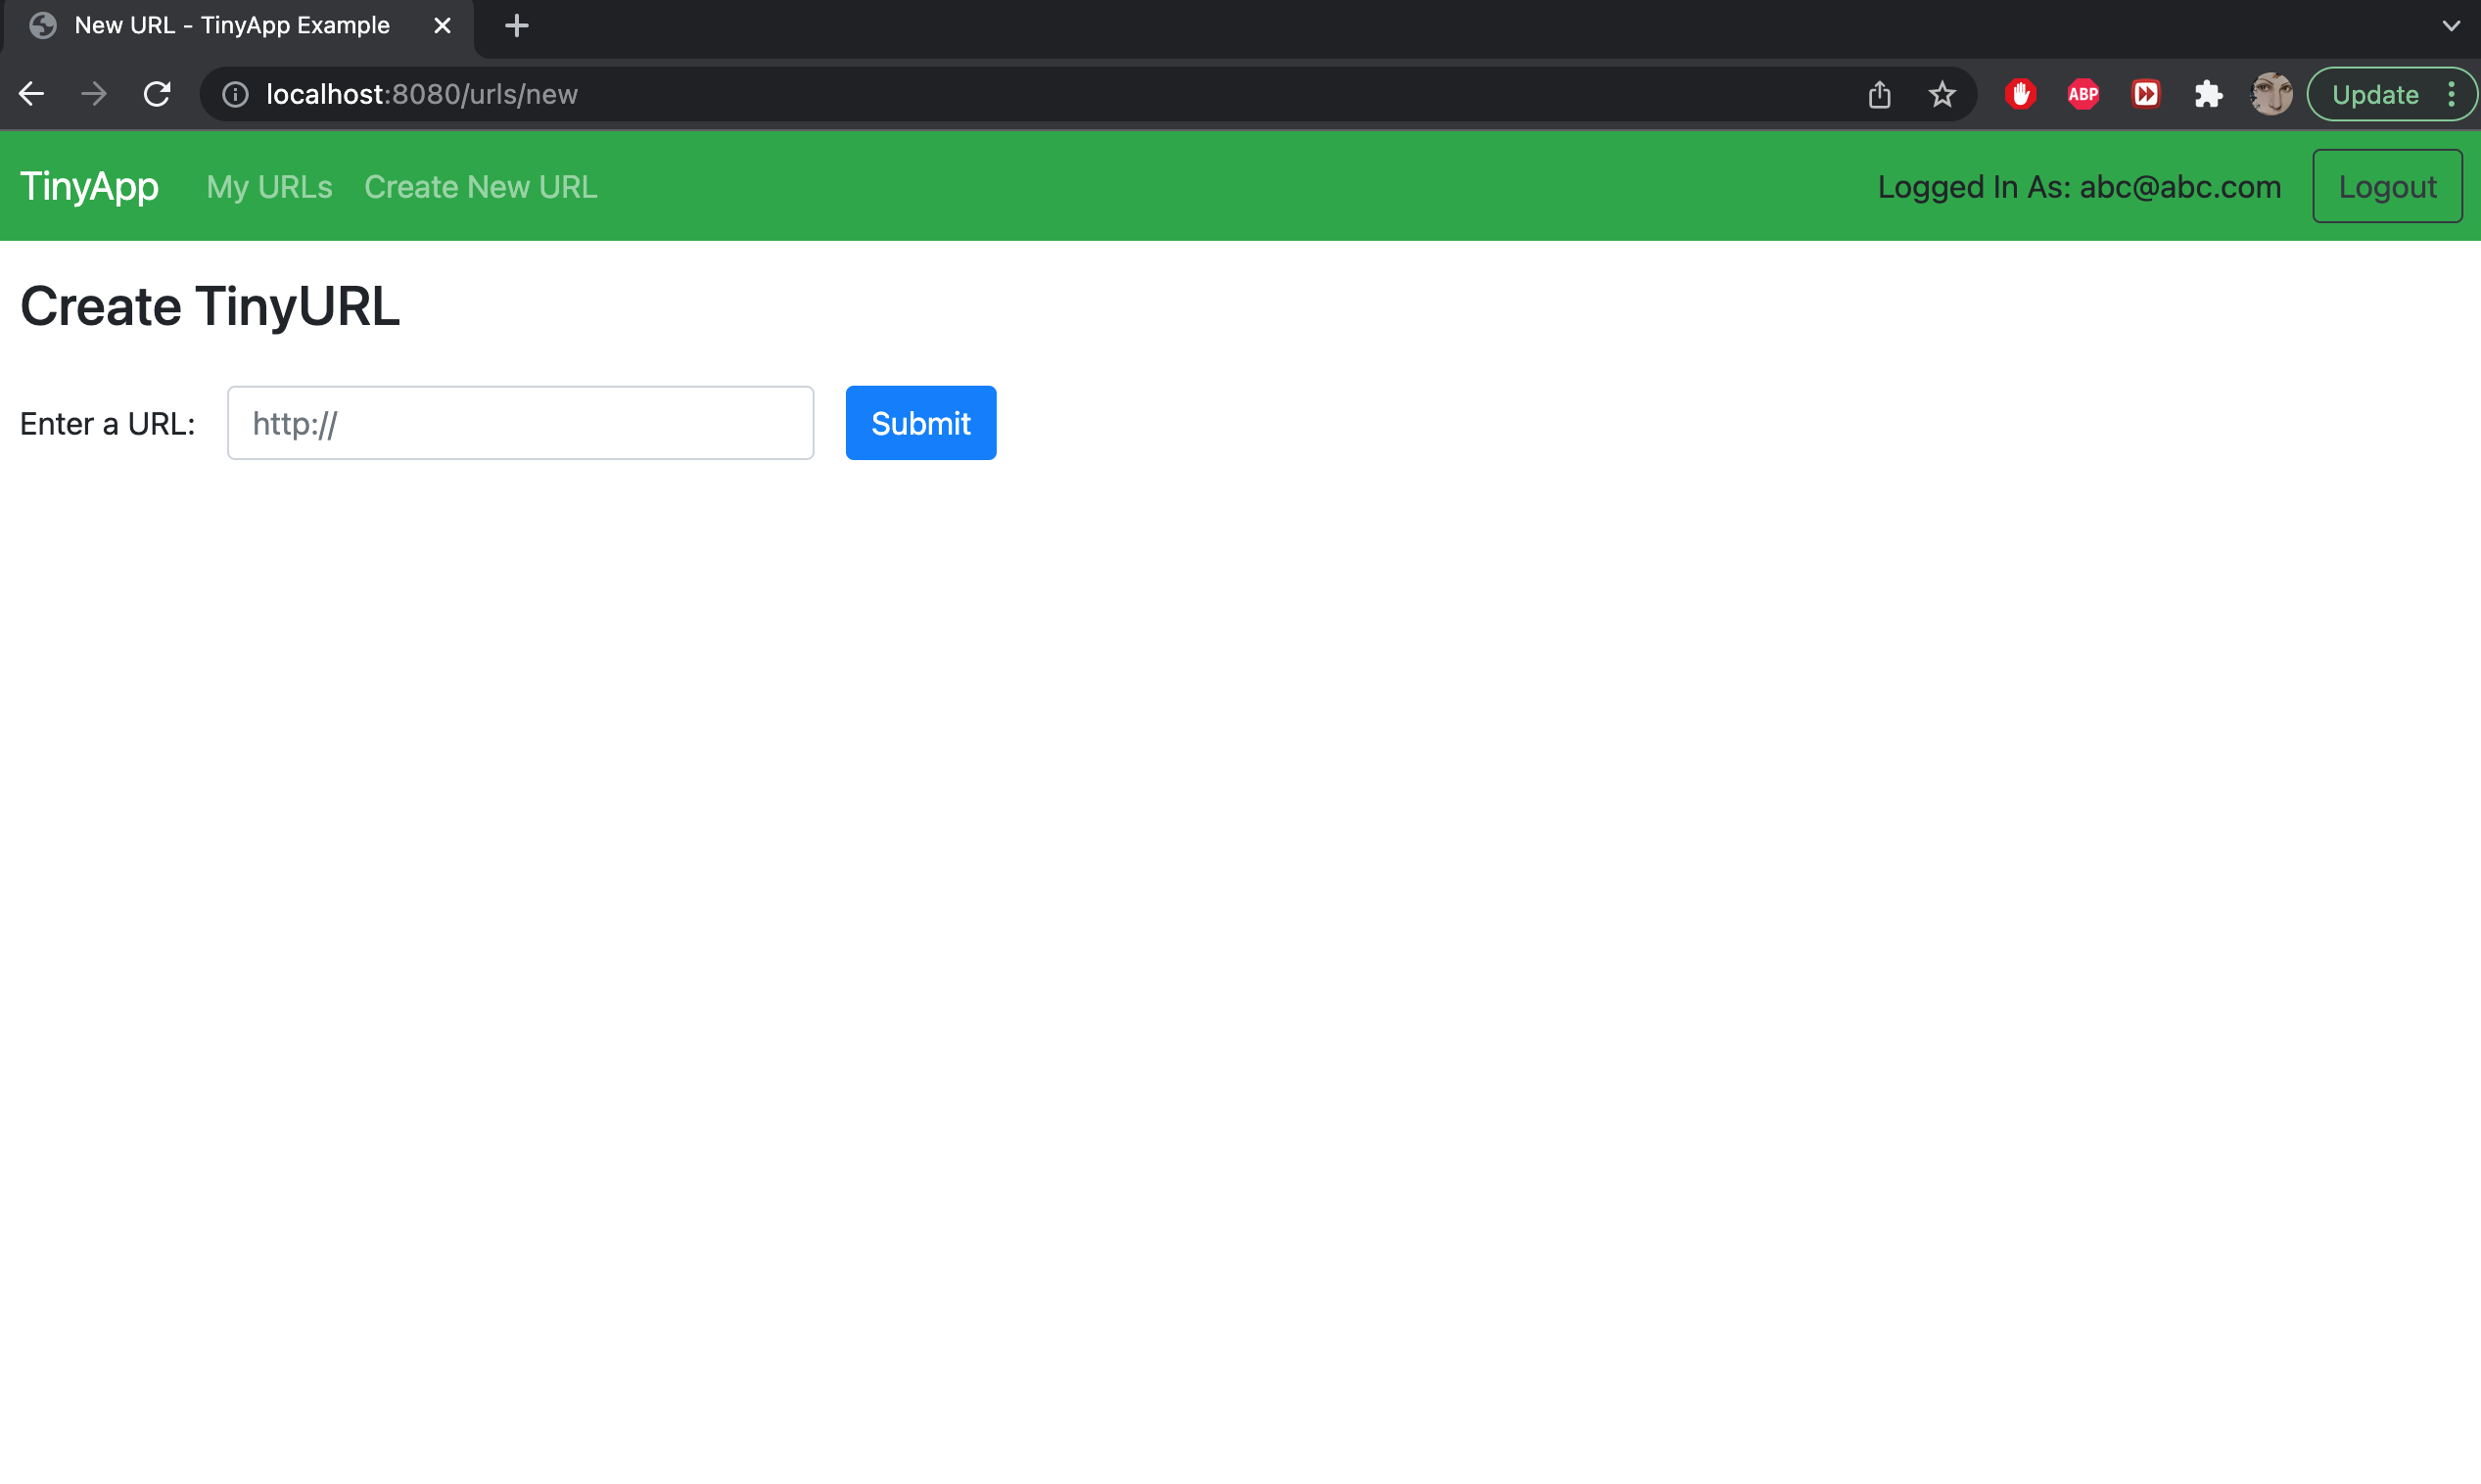 New URL - TinyApp Example
localhost:8080/urls/new
ABP
Update
TinyApp My URLs Create New URL Logged In As: abc@abc.com Logout
Create TinyURL
Enter a URL: http:// Submit